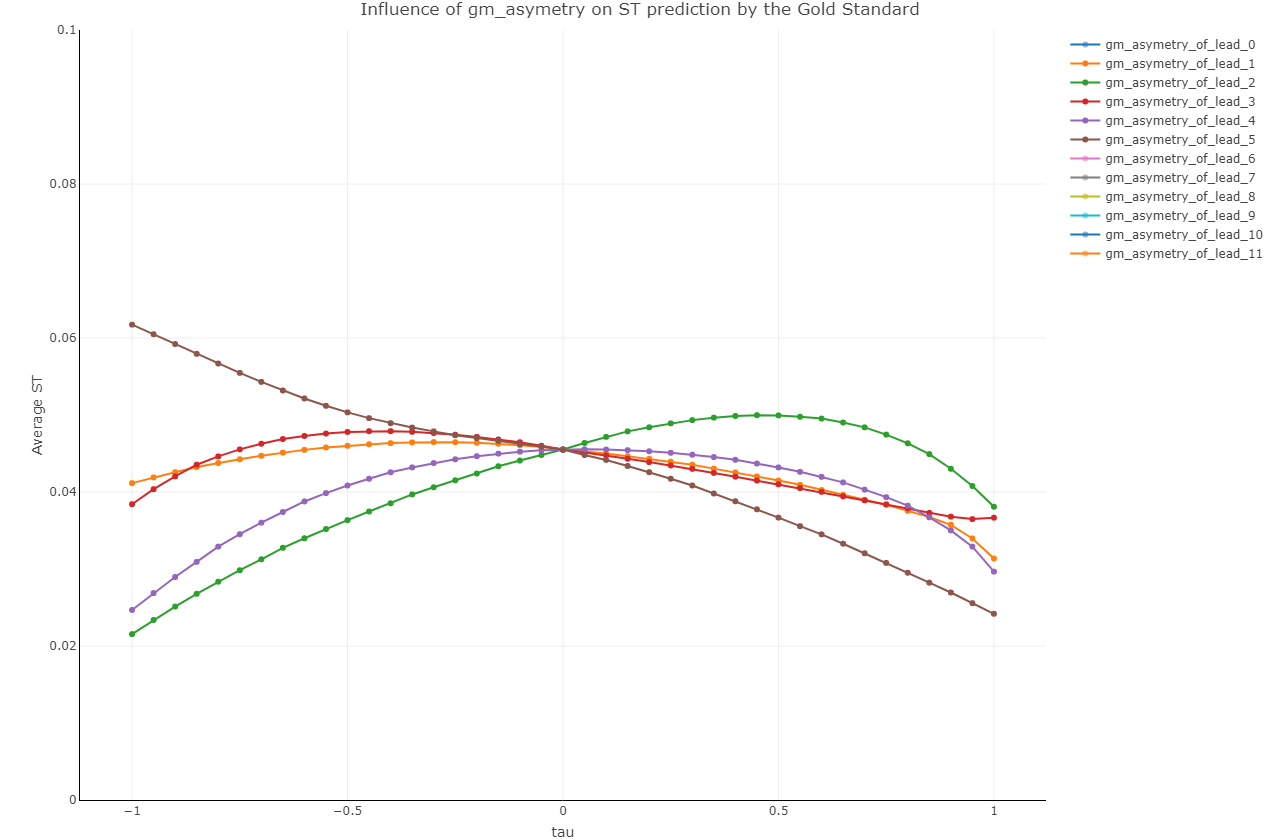 Influence of gm_asymetry on ST prediction by the Gold Standard
0.1
0.08
0.06
0.04
0.02
0
Average ST
−1
−0.5
0
0.5
1
tau
gm_asymetry_of_lead_0
gm_asymetry_of_lead_1
gm_asymetry_of_lead_2
gm_asymetry_of_lead_3
gm_asymetry_of_lead_4
gm_asymetry_of_lead_5
gm_asymetry_of_lead_6
gm_asymetry_of_lead_7
gm_asymetry_of_lead_8
gm_asymetry_of_lead_9
gm_asymetry_of_lead_10
gm_asymetry_of_lead_11